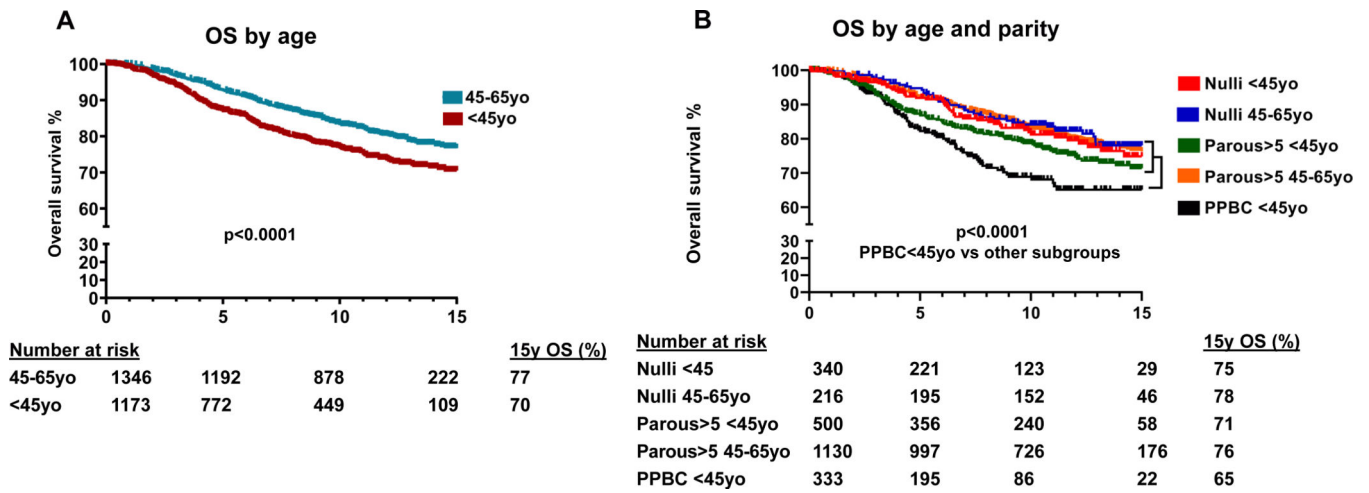 A
OS by age
Overall survival %
100
90
80
70
60
30
20
10
0
45-65yo
<45yo
p<0.0001
0 5 10 15
Number at risk 15y OS (%)
45-65yo 1346 1192 878 222 77
<45yo 1173 772 449 109 70
B
OS by age and parity
Overall survival %
100
90
80
70
60
30
20
10
0
Nulli <45yo
Nulli 45-65yo
Parous>5 <45yo
Parous>5 45-65yo
PPBC <45yo
p<0.0001
PPBC<45yo vs other subgroups
0 5 10 15
Number at risk 15y OS (%)
Nulli <45 340 221 123 29 75
Nulli 45-65yo 216 195 152 46 78
Parous>5 <45yo 500 356 240 58 71
Parous>5 45-65yo 1130 997 726 176 76
PPBC <45yo 333 195 86 22 65